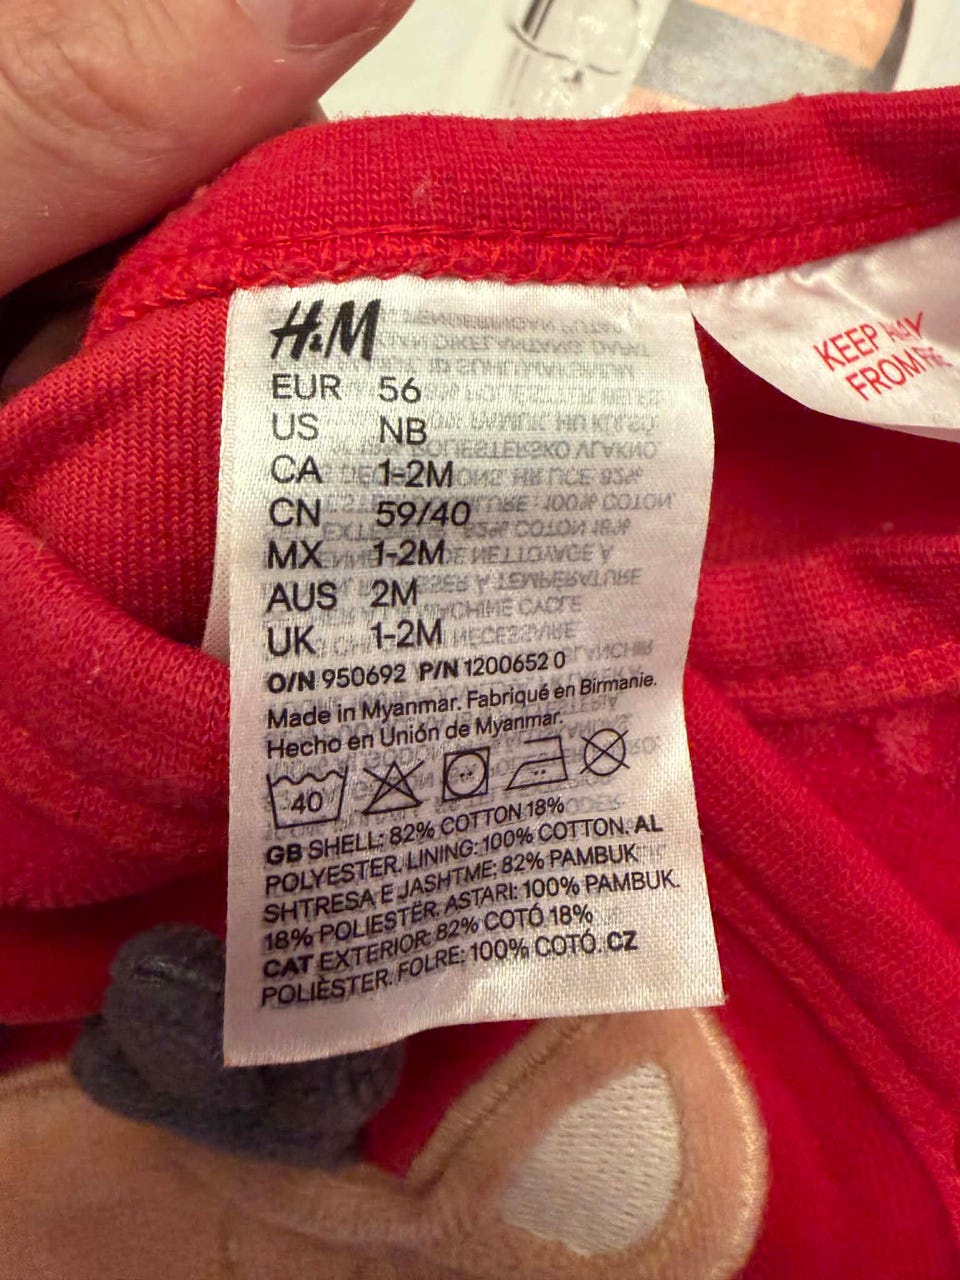 H&M
EUR 56
US NB
CA 1-2M
CN 59/40
MX 1-2M
AUS 2M
UK 1-2M
O/N 950692 P/N 1200652 0
Made in Myanmar. Fabriqué en Birmanie.
Hecho en Unión de Myanmar.
40
GB SHELL: 82% COTTON 18%
POLYESTER. LINING: 100% COTTON. AL
SHTRESA E JASHTME: 82% PAMBUK
18% POLIESTËR. ASTARI: 100% PAMBUK.
CAT EXTERIOR: 82% COTÓ 18%
POLIÈSTER. FOLRE: 100% COTÓ. CZ
KEEP AWAY
FROM FIRE